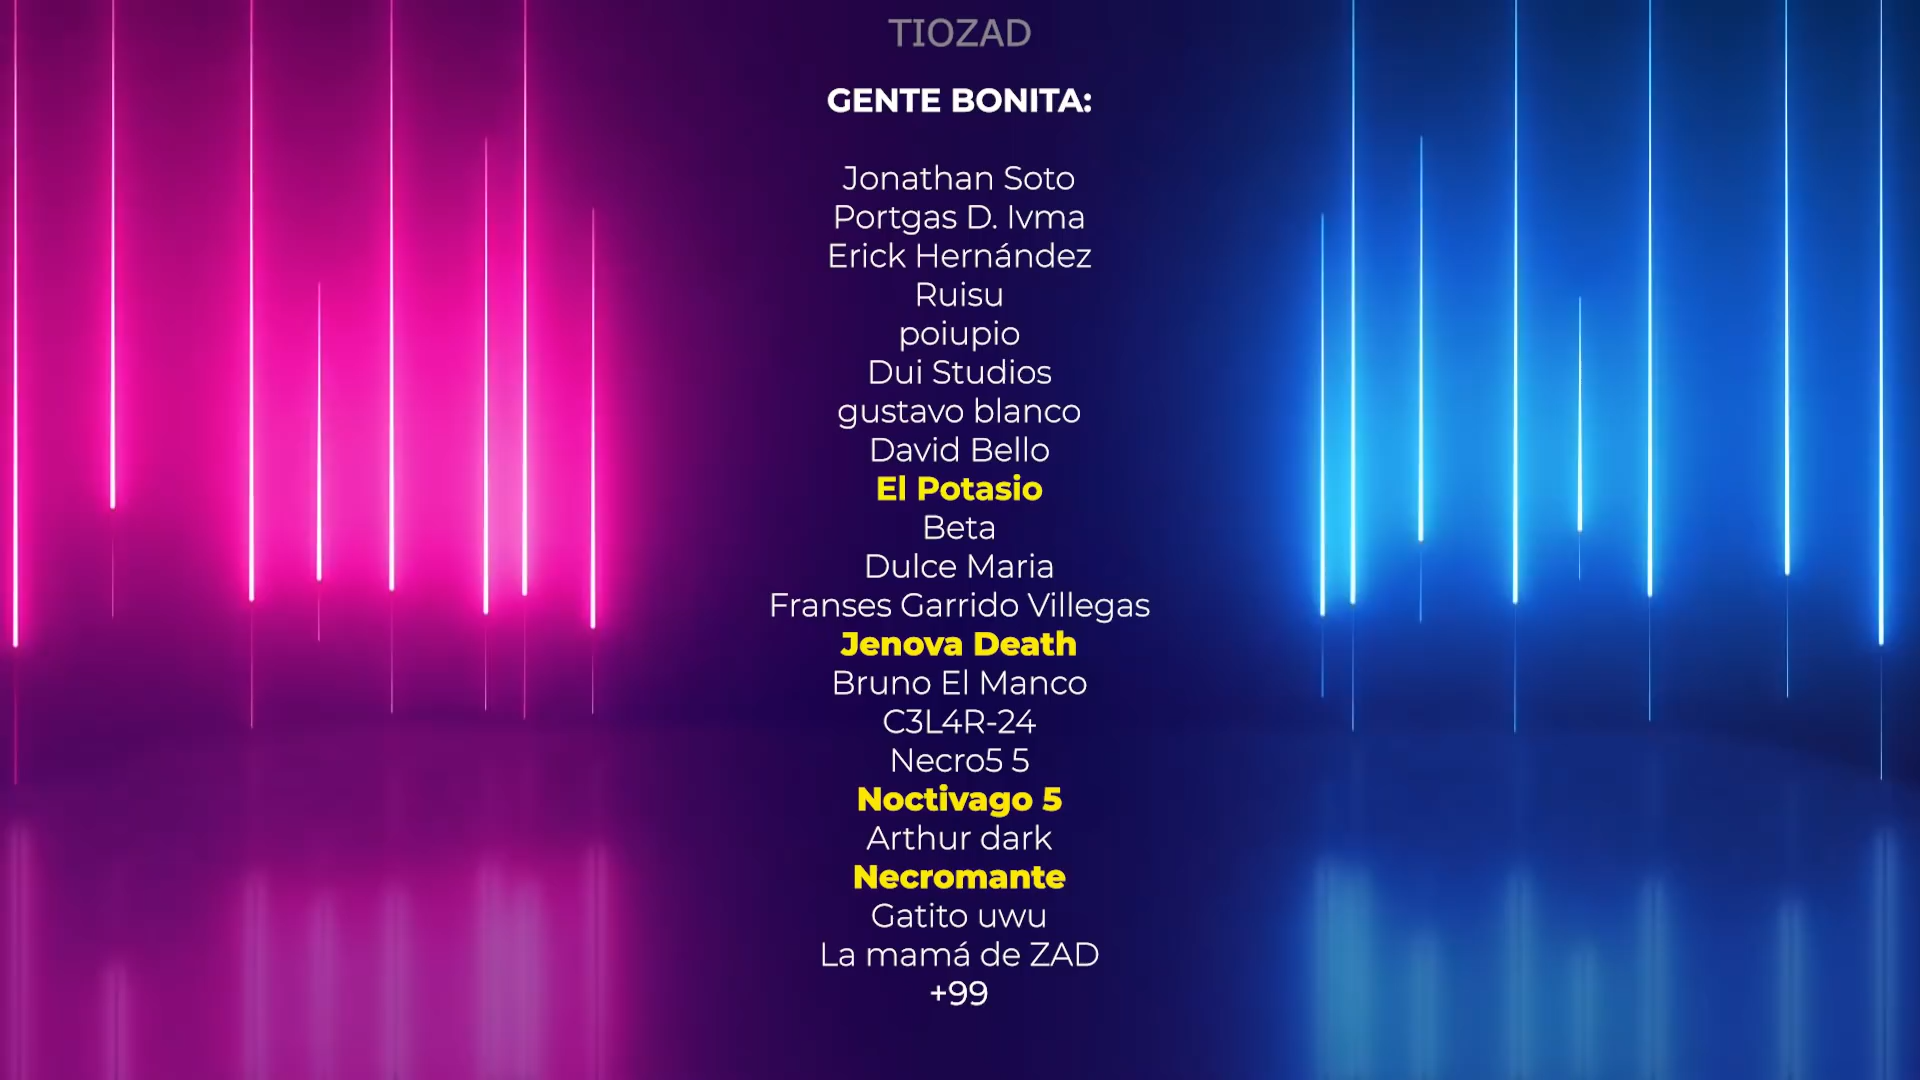 TIOZAD
GENTE BONITA:
Jonathan Soto
Portgas D. Ivma
Erick Hernández
Ruisu
poiupio
Dui Studios
gustavo blanco
David Bello
El Potasio
Beta
Dulce Maria
Franses Garrido Villegas
Jenova Death
Bruno El Manco
C3L4R-24
Necro5 5
Noctivago 5
Arthur dark
Necromante
Gatito uwu
La mamá de ZAD
+99